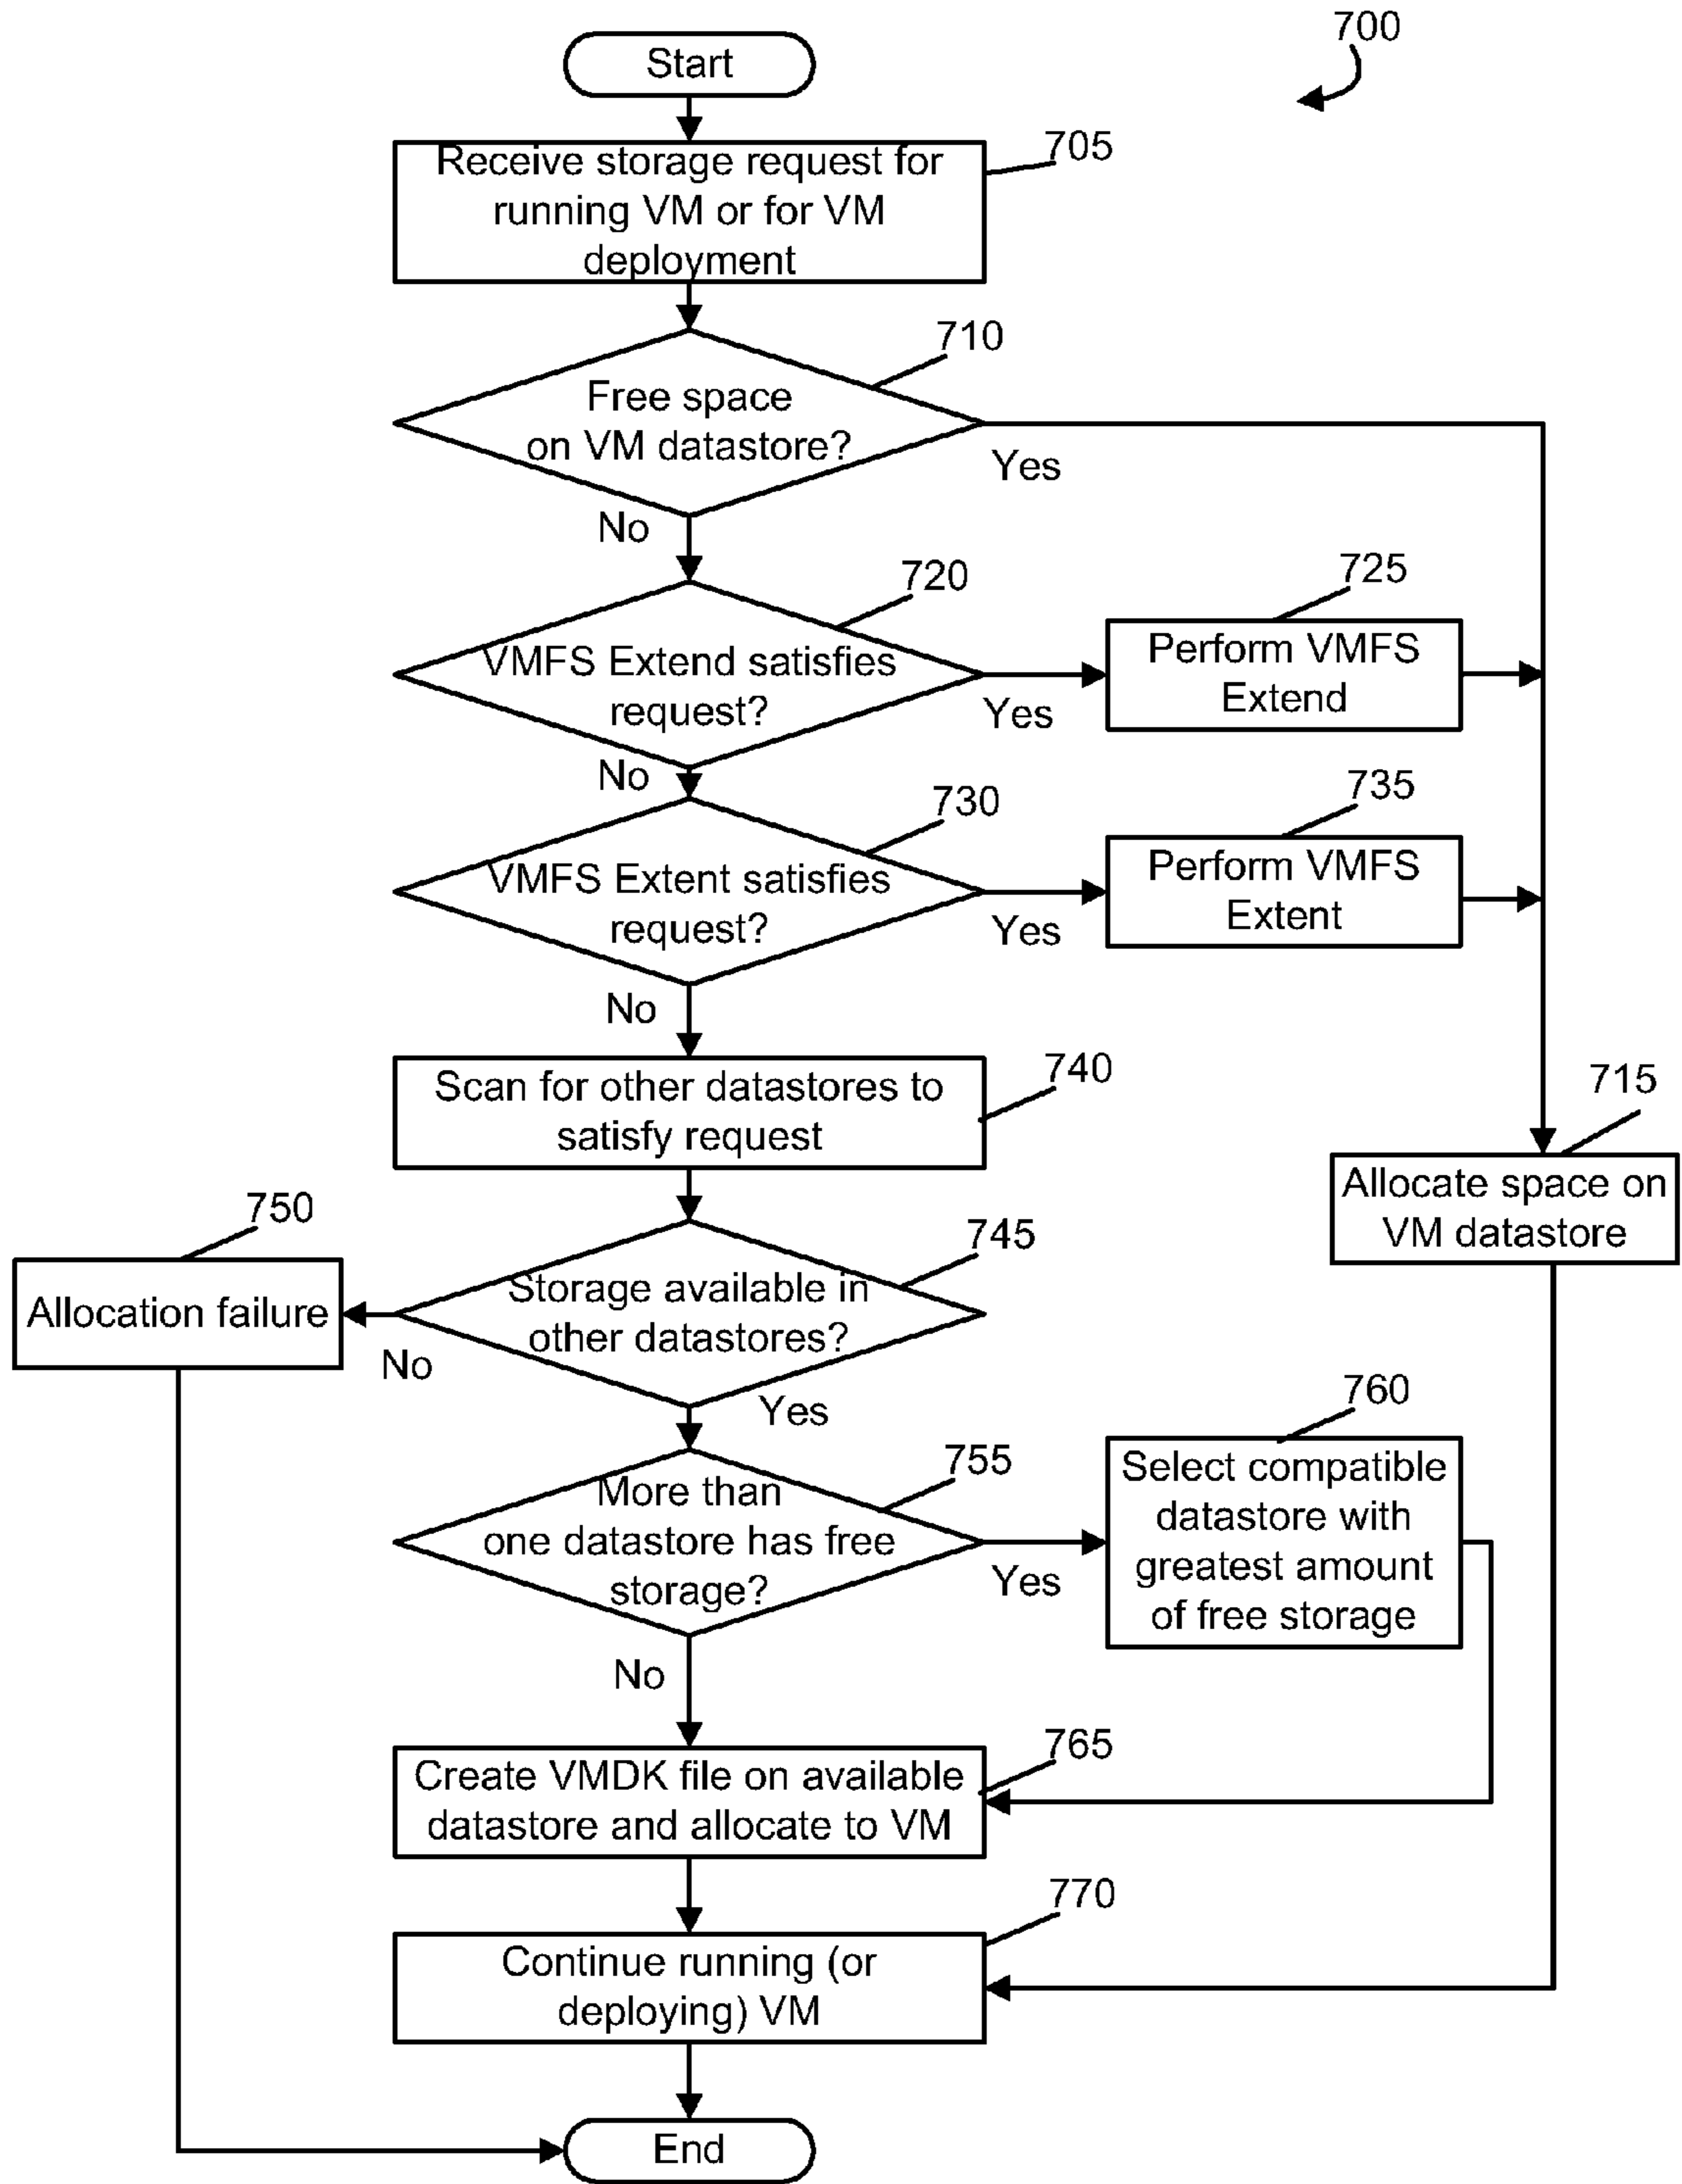 700
Start
705
Receive storage request for
running VM or for VM
deployment
710
Free space
on VM datastore?
Yes
No
720
VMFS Extend satisfies
request?
Yes
725
Perform VMFS
Extend
No
730
VMFS Extent satisfies
request?
Yes
735
Perform VMFS
Extent
No
740
Scan for other datastores to
satisfy request
715
Allocate space on
VM datastore
745
Storage available in
other datastores?
750
Allocation failure
No
Yes
755
More than
one datastore has free
storage?
Yes
760
Select compatible
datastore with
greatest amount
of free storage
No
765
Create VMDK file on available
datastore and allocate to VM
770
Continue running (or
deploying) VM
End